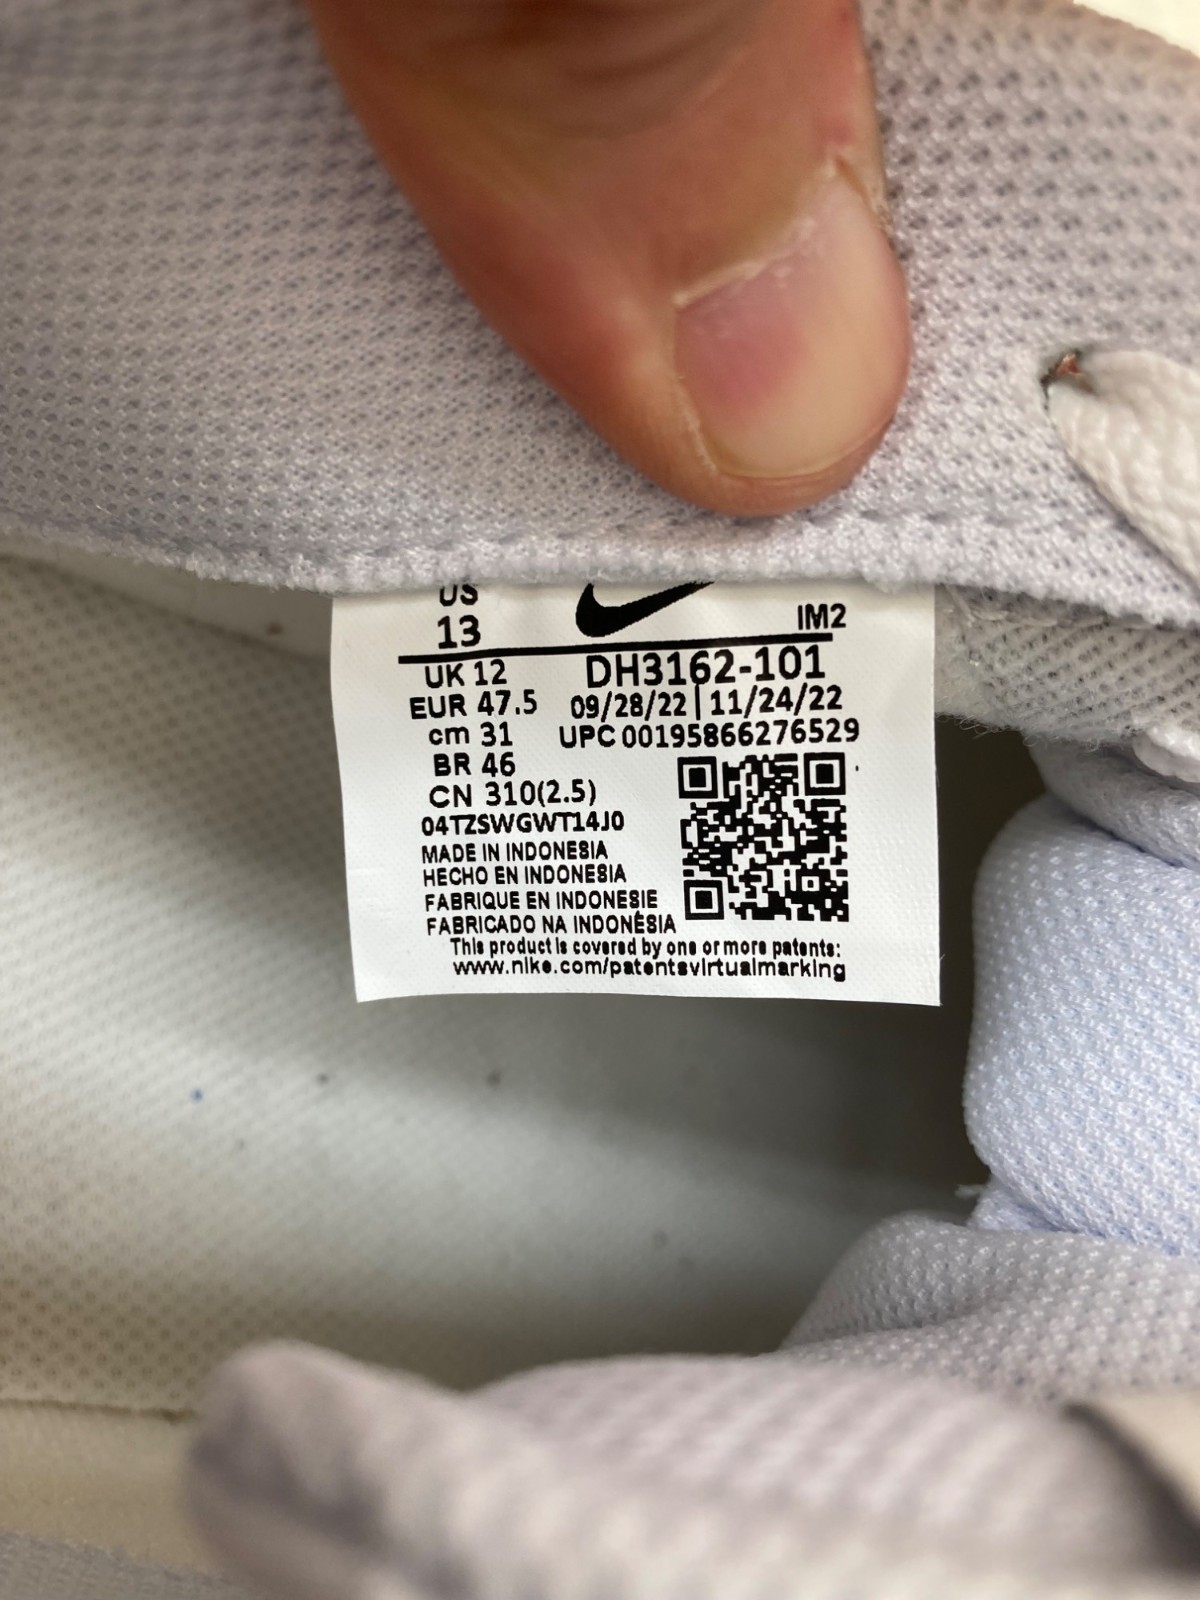 US
13
IM2
UK 12
DH3162-101
EUR 47.5
09/28/22 | 11/24/22
cm 31
UPC 00195866276529
BR 46
CN 310(2.5)
04TZSWGWT14J0
MADE IN INDONESIA
HECHO EN INDONESIA
FABRIQUE EN INDONESIE
FABRICADO NA INDONÉSIA
This product is covered by one or more patents:
www.nike.com/patentsvirtualmarking